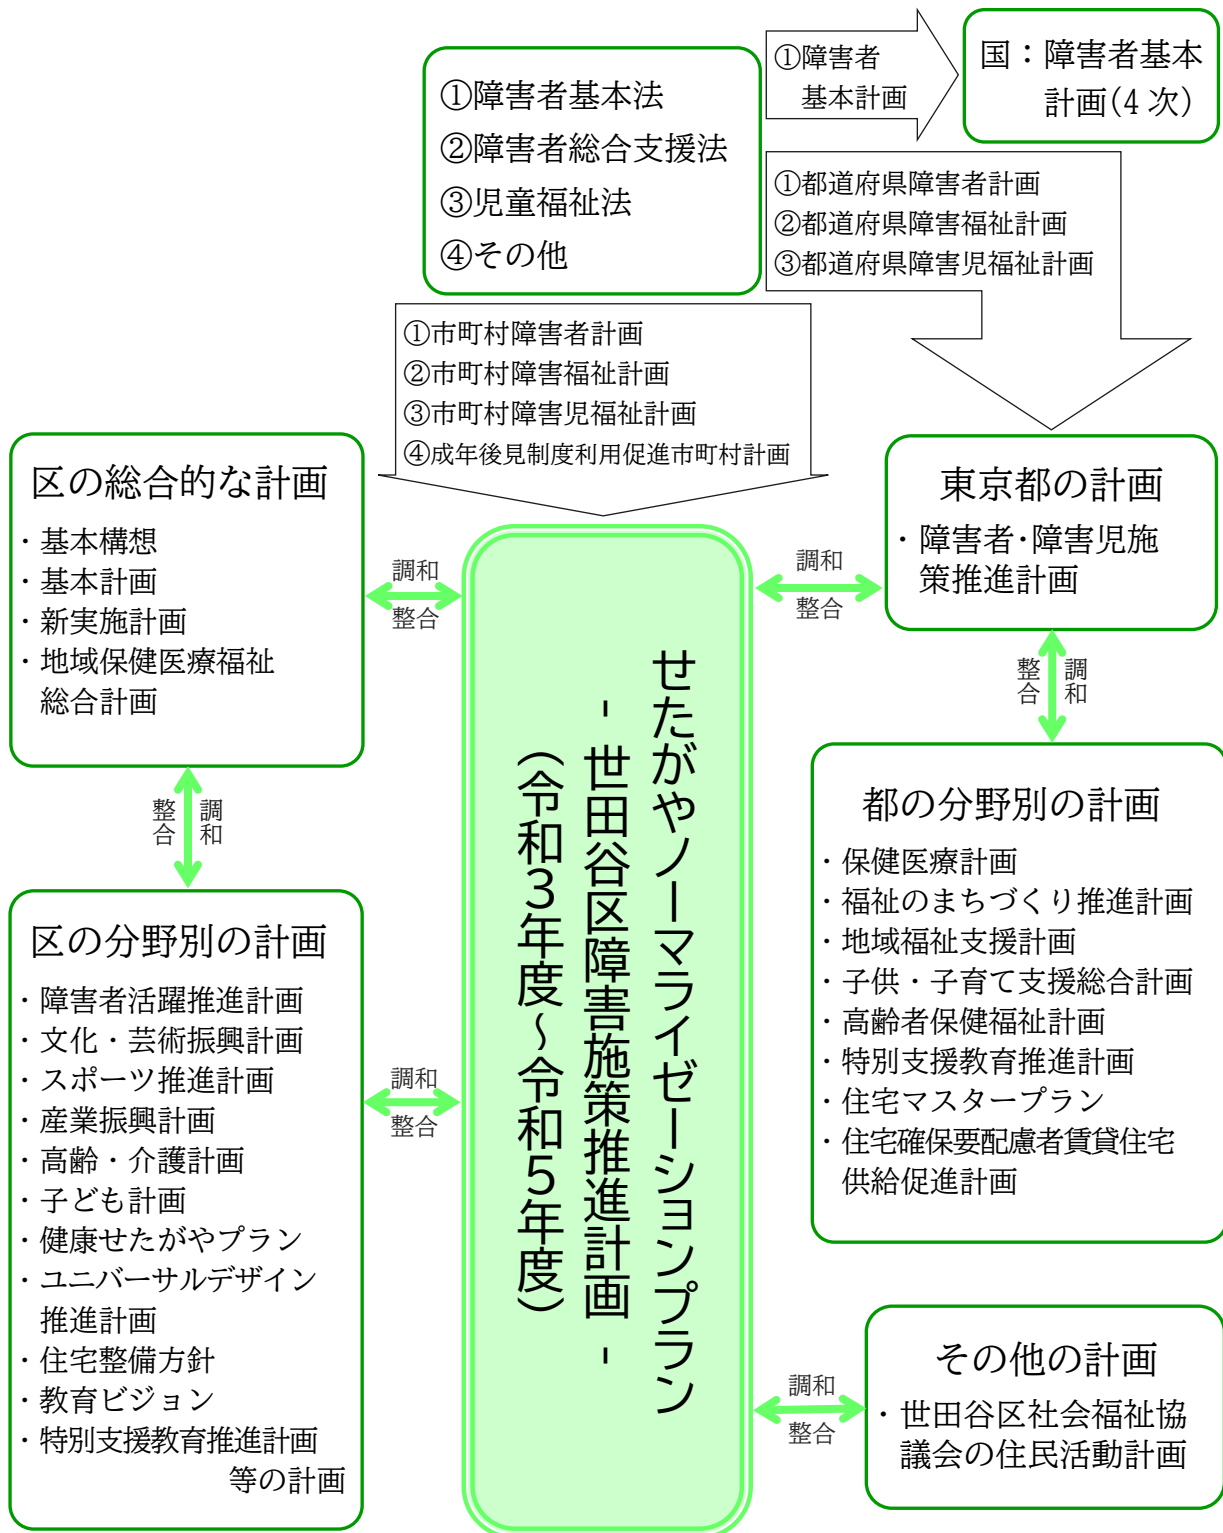 ①障害者基本法
②障害者総合支援法
③児童福祉法
④その他
①障害者
基本計画
国：障害者基本
計画(4次)
①都道府県障害者計画
②都道府県障害福祉計画
③都道府県障害児福祉計画
①市町村障害者計画
②市町村障害福祉計画
③市町村障害児福祉計画
④成年後見制度利用促進市町村計画
区の総合的な計画
・基本構想
・基本計画
・新実施計画
・地域保健医療福祉
総合計画
調和
整合
調和
整合
区の分野別の計画
・障害者活躍推進計画
・文化・芸術振興計画
・スポーツ推進計画
・産業振興計画
・高齢・介護計画
・子ども計画
・健康せたがやプラン
・ユニバーサルデザイン
推進計画
・住宅整備方針
・教育ビジョン
・特別支援教育推進計画
等の計画
調和
整合
せたがやノーマライゼーションプラン
- 世田谷区障害施策推進計画 -
（令和３年度～令和５年度）
調和
整合
東京都の計画
・障害者・障害児施
策推進計画
調和
整合
都の分野別の計画
・保健医療計画
・福祉のまちづくり推進計画
・地域福祉支援計画
・子供・子育て支援総合計画
・高齢者保健福祉計画
・特別支援教育推進計画
・住宅マスタープラン
・住宅確保要配慮者賃貸住宅
供給促進計画
調和
整合
その他の計画
・世田谷区社会福祉協
議会の住民活動計画